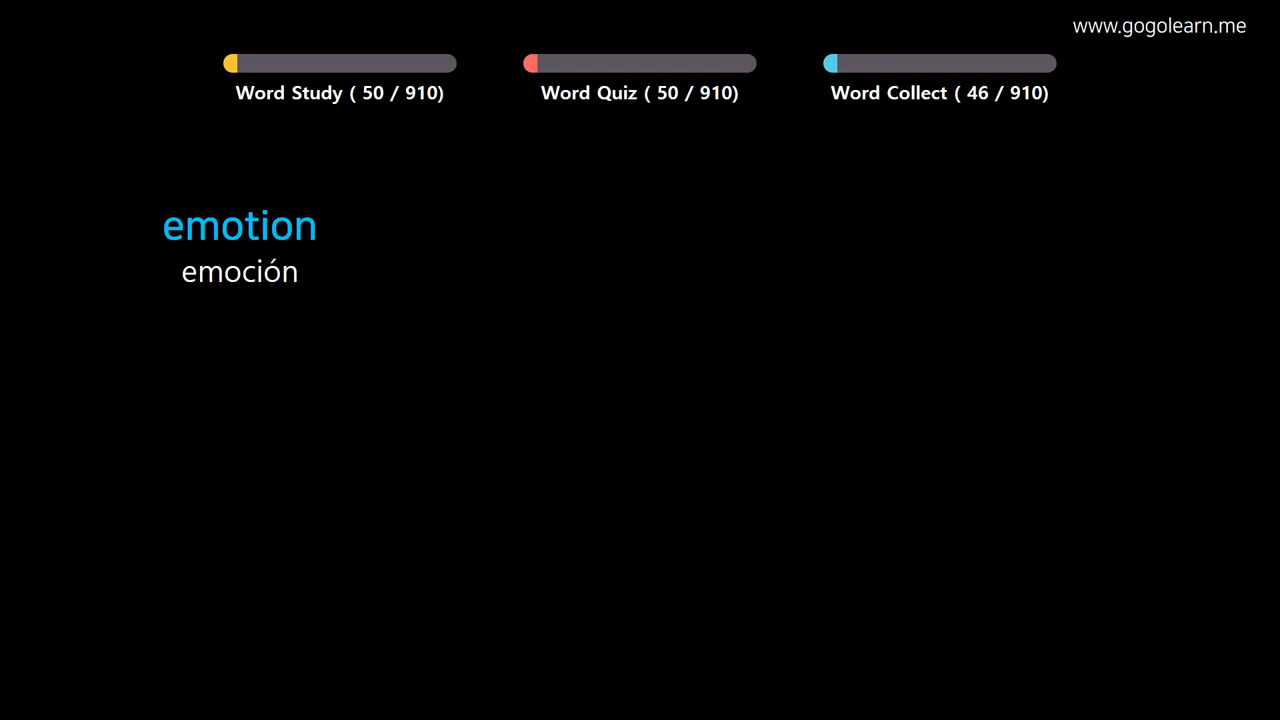 www.gogolearn.me
Word Study ( 50 / 910)
Word Quiz ( 50 / 910)
Word Collect ( 46 / 910)
emotion
emoción